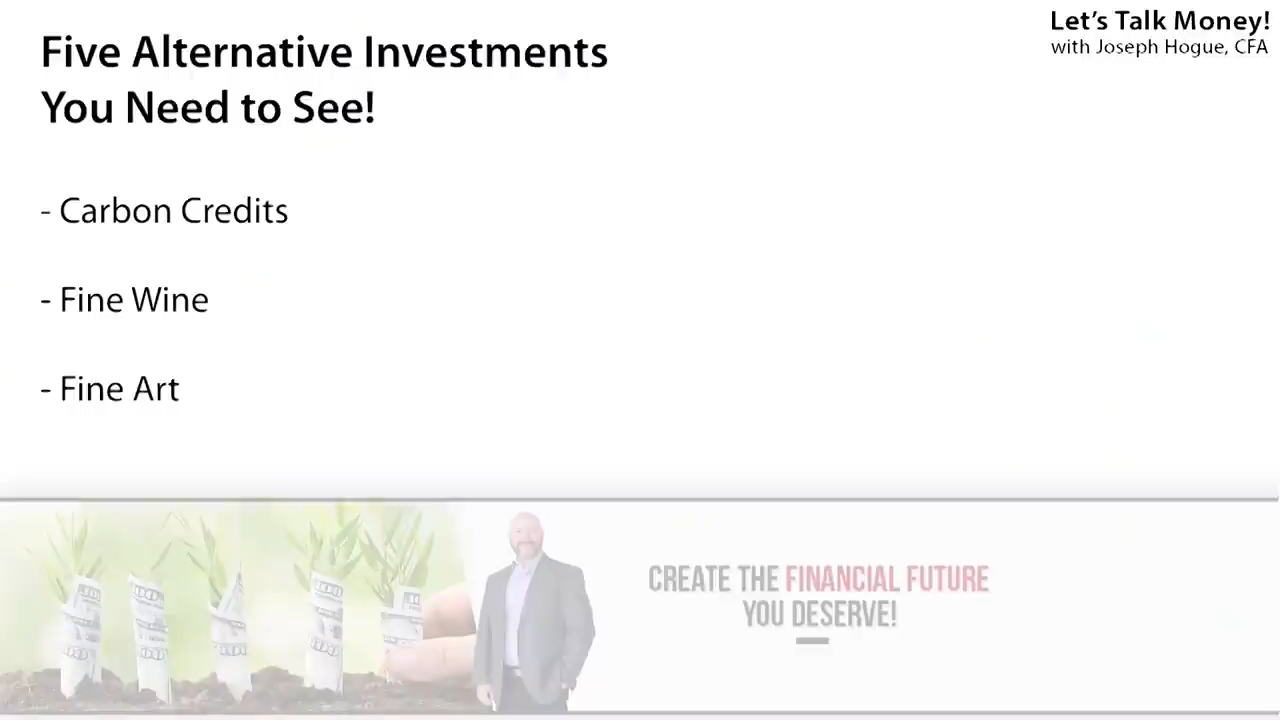 Five Alternative Investments
You Need to See!
Let's Talk Money!
with Joseph Hogue, CFA
- Carbon Credits
- Fine Wine
- Fine Art
CREATE THE FINANCIAL FUTURE
YOU DESERVE!